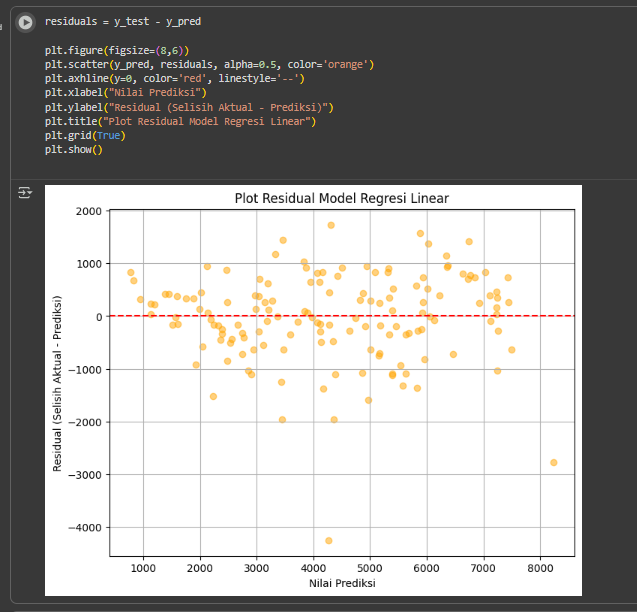 residuals = y_test - y_pred
plt.figure(figsize=(8,6))
plt.scatter(y_pred, residuals, alpha=0.5, color='orange')
plt.axhline(y=0, color='red', linestyle='--')
plt.xlabel("Nilai Prediksi")
plt.ylabel("Residual (Selisih Aktual - Prediksi)")
plt.title("Plot Residual Model Regresi Linear")
plt.grid(True)
plt.show()
Plot Residual Model Regresi Linear
2000
1000
0
−1000
−2000
−3000
−4000
Residual (Selisih Aktual - Prediksi)
1000 2000 3000 4000 5000 6000 7000 8000
Nilai Prediksi